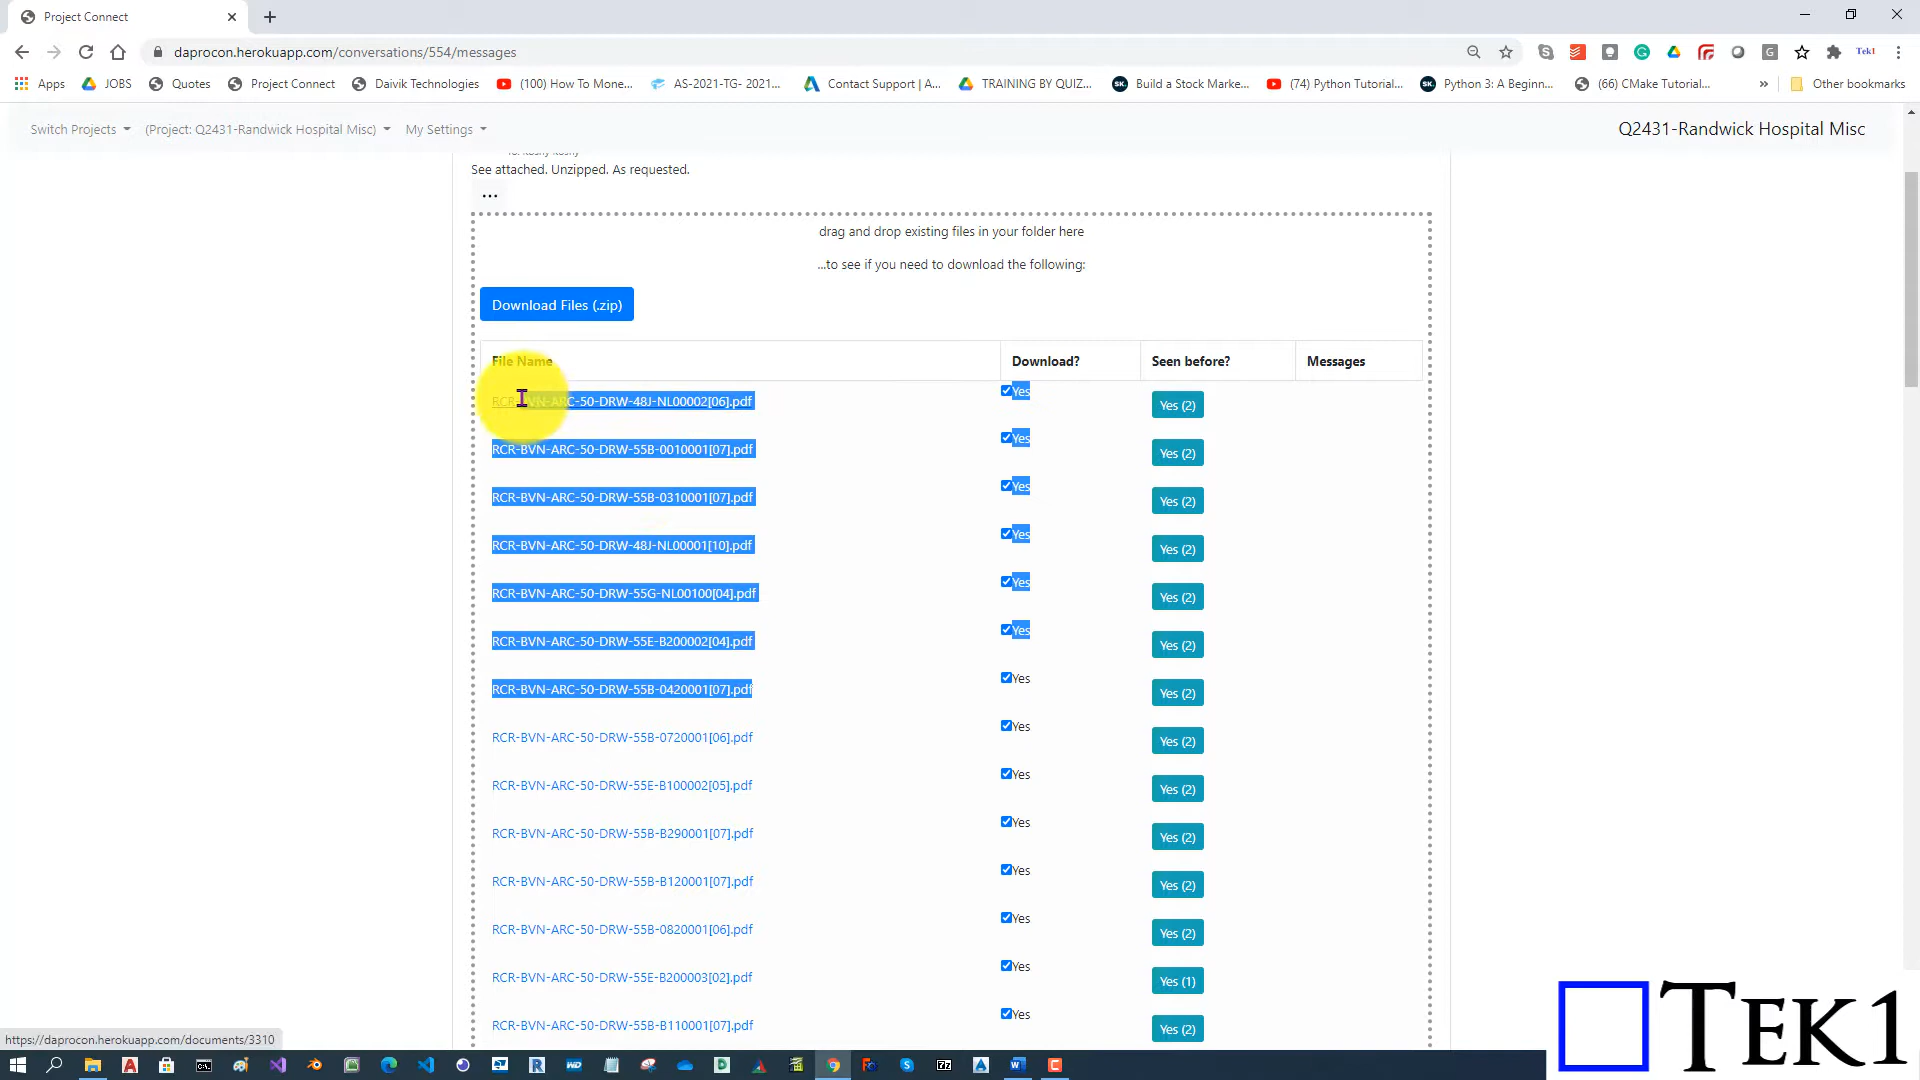 Project Connect
daprocon.herokuapp.com/conversations/554/messages
Tek1
Apps
JOBS
Quotes
Project Connect
Daivik Technologies
(100) How To Mone...
AS-2021-TG- 2021...
Contact Support | A...
TRAINING BY QUIZ...
Build a Stock Marke...
(74) Python Tutorial...
Python 3: A Beginn...
(66) CMake Tutorial...
»
Other bookmarks
Switch Projects
(Project: Q2431-Randwick Hospital Misc)
My Settings
Q2431-Randwick Hospital Misc
See attached. Unzipped. As requested.
...
drag and drop existing files in your folder here
...to see if you need to download the following:
Download Files (.zip)
File Name Download? Seen before? Messages
RCR-BVN-ARC-50-DRW-48J-NL00002[06].pdf Yes Yes (2)
RCR-BVN-ARC-50-DRW-55B-0010001[07].pdf Yes Yes (2)
RCR-BVN-ARC-50-DRW-55B-0310001[07].pdf Yes Yes (2)
RCR-BVN-ARC-50-DRW-48J-NL00001[10].pdf Yes Yes (2)
RCR-BVN-ARC-50-DRW-55G-NL00100[04].pdf Yes Yes (2)
RCR-BVN-ARC-50-DRW-55E-B200002[04].pdf Yes Yes (2)
RCR-BVN-ARC-50-DRW-55B-0420001[07].pdf Yes Yes (2)
RCR-BVN-ARC-50-DRW-55B-0720001[06].pdf Yes Yes (2)
RCR-BVN-ARC-50-DRW-55E-B100002[05].pdf Yes Yes (2)
RCR-BVN-ARC-50-DRW-55B-B290001[07].pdf Yes Yes (2)
RCR-BVN-ARC-50-DRW-55B-B120001[07].pdf Yes Yes (2)
RCR-BVN-ARC-50-DRW-55B-0820001[06].pdf Yes Yes (2)
RCR-BVN-ARC-50-DRW-55E-B200003[02].pdf Yes Yes (1)
RCR-BVN-ARC-50-DRW-55B-B110001[07].pdf Yes Yes (2)
https://daprocon.herokuapp.com/documents/3310
TEK1